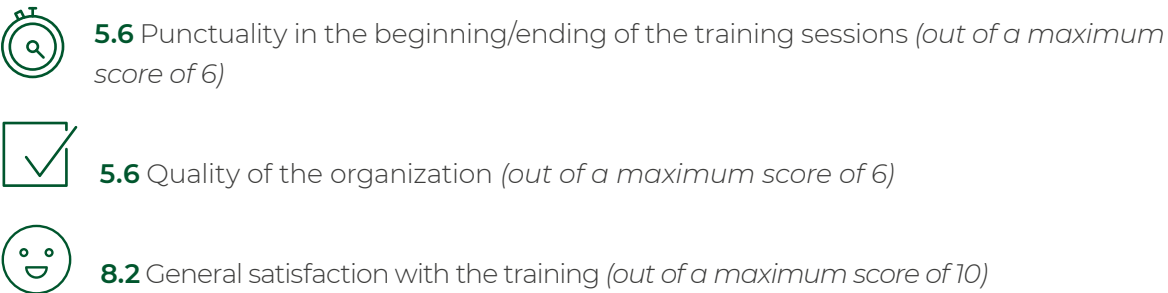 5.6 Punctuality in the beginning/ending of the training sessions (out of a maximum
score of 6)
5.6 Quality of the organization (out of a maximum score of 6)
8.2 General satisfaction with the training (out of a maximum score of 10)